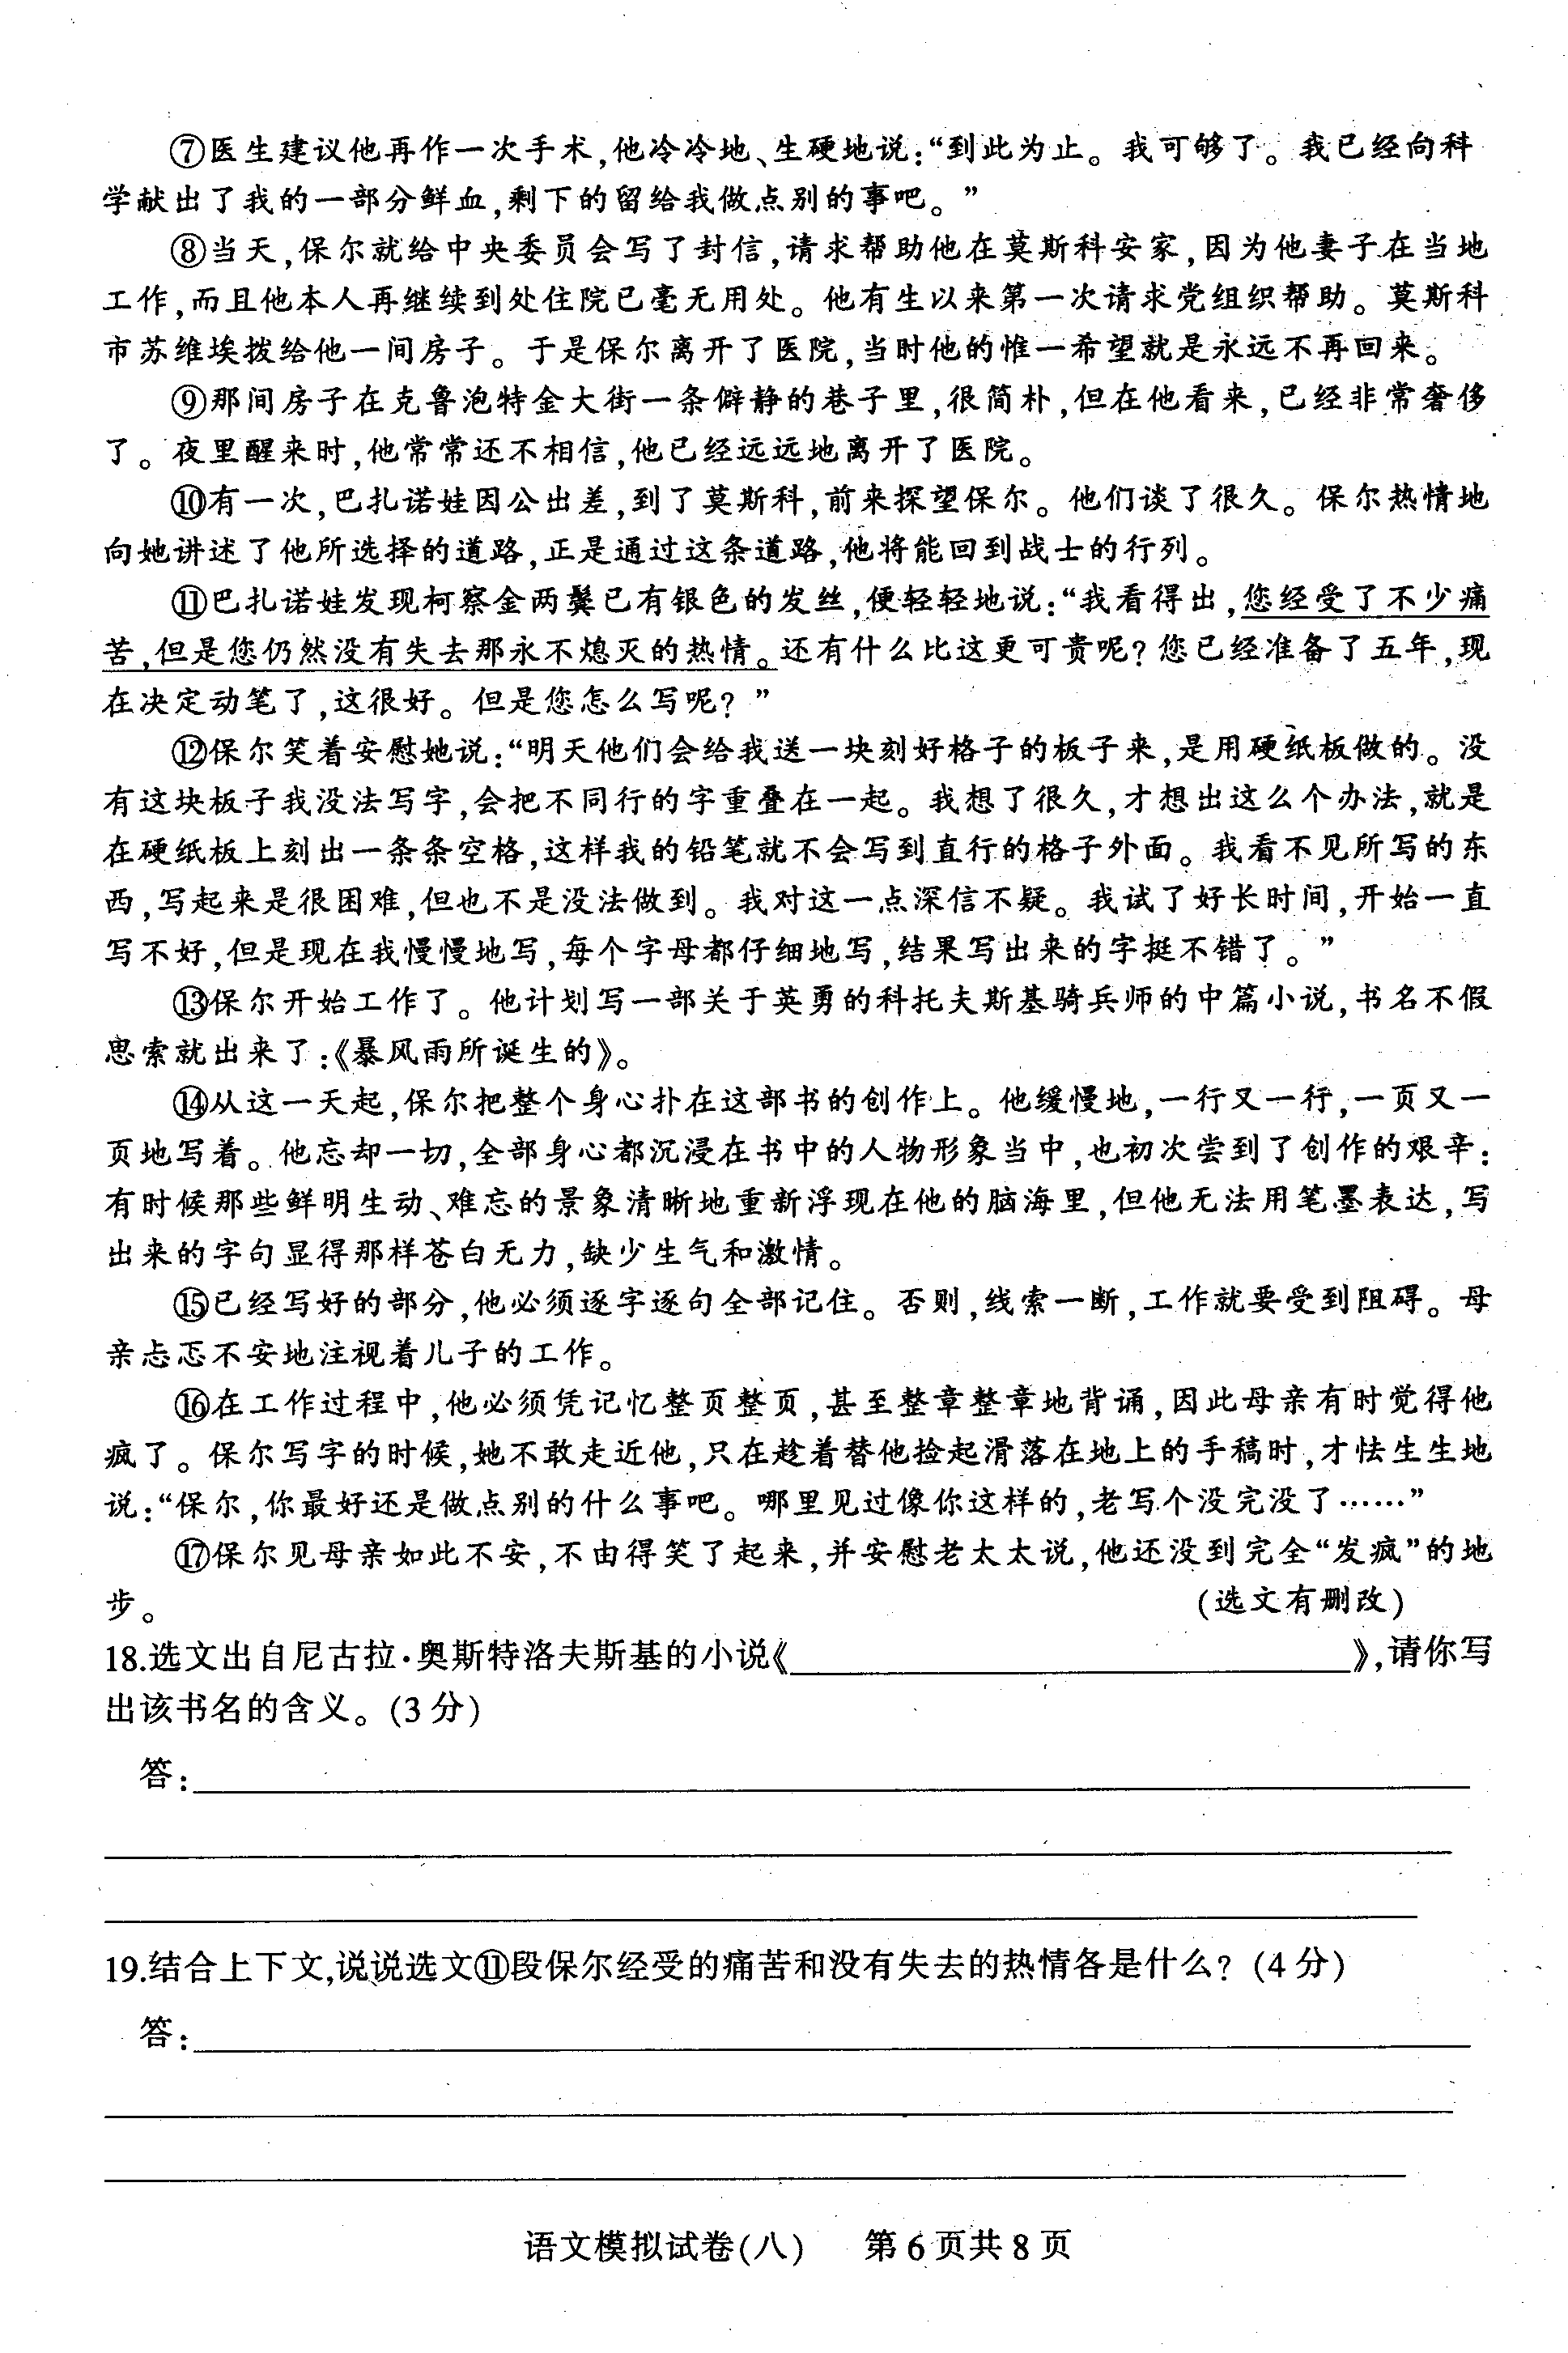 ⑦医生建议他再作一次手术,他冷冷地、生硬地说:“到此为止。我可够了。我已经向科
学献出了我的一部分鲜血,剩下的留给我做点别的事吧。”
⑧当天,保尔就给中央委员会写了封信,请求帮助他在莫斯科安家,因为他妻子在当地
工作,而且他本人再继续到处住院已毫无用处。他有生以来第一次请求党组织帮助。莫斯科
市苏维埃拨给他一间房子。于是保尔离开了医院,当时他的惟一希望就是永远不再回来。
⑨那间房子在克鲁泡特金大街一条僻静的巷子里,很简朴,但在他看来,已经非常奢侈
了。夜里醒来时,他常常还不相信,他已经远远地离开了医院。
⑩有一次,巴扎诺娃因公出差,到了莫斯科,前来探望保尔。他们谈了很久。保尔热情地
向她讲述了他所选择的道路,正是通过这条道路,他将能回到战士的行列。
⑪巴扎诺娃发现柯察金两鬓已有银色的发丝,便轻轻地说:“我看得出,您经受了不少痛
苦,但是您仍然没有失去那永不熄灭的热情。还有什么比这更可贵呢?您已经准备了五年,现
在决定动笔了,这很好。但是您怎么写呢?”
⑫保尔笑着安慰她说:“明天他们会给我送一块刻好格子的板子来,是用硬纸板做的。没
有这块板子我没法写字,会把不同行的字重叠在一起。我想了很久,才想出这么个办法,就是
在硬纸板上刻出一条条空格,这样我的铅笔就不会写到直行的格子外面。我看不见所写的东
西,写起来是很困难,但也不是没法做到。我对这一点深信不疑。我试了好长时间,开始一直
写不好,但是现在我慢慢地写,每个字母都仔细地写,结果写出来的字挺不错了。”
⑬保尔开始工作了。他计划写一部关于英勇的科托夫斯基骑兵师的中篇小说,书名不假
思索就出来了:《暴风雨所诞生的》。
⑭从这一天起,保尔把整个身心扑在这部书的创作上。他缓慢地,一行又一行,一页又一
页地写着。他忘却一切,全部身心都沉浸在书中的人物形象当中,也初次尝到了创作的艰辛:
有时候那些鲜明生动、难忘的景象清晰地重新浮现在他的脑海里,但他无法用笔墨表达,写
出来的字句显得那样苍白无力,缺少生气和激情。
⑮已经写好的部分,他必须逐字逐句全部记住。否则,线索一断,工作就要受到阻碍。母
亲忐忑不安地注视着儿子的工作。
⑯在工作过程中,他必须凭记忆整页整页,甚至整章整章地背诵,因此母亲有时觉得他
疯了。保尔写字的时候,她不敢走近他,只在趁着替他捡起滑落在地上的手稿时,才怯生生地
说:“保尔,你最好还是做点别的什么事吧。哪里见过像你这样的,老写个没完没了……”
⑰保尔见母亲如此不安,不由得笑了起来,并安慰老太太说,他还没到完全“发疯”的地
步。 (选文有删改)
18.选文出自尼古拉·奥斯特洛夫斯基的小说《________________》,请你写
出该书名的含义。(3分)
答:
19.结合上下文,说说选文⑪段保尔经受的痛苦和没有失去的热情各是什么?(4分)
答:
语文模拟试卷(八) 第6页共8页